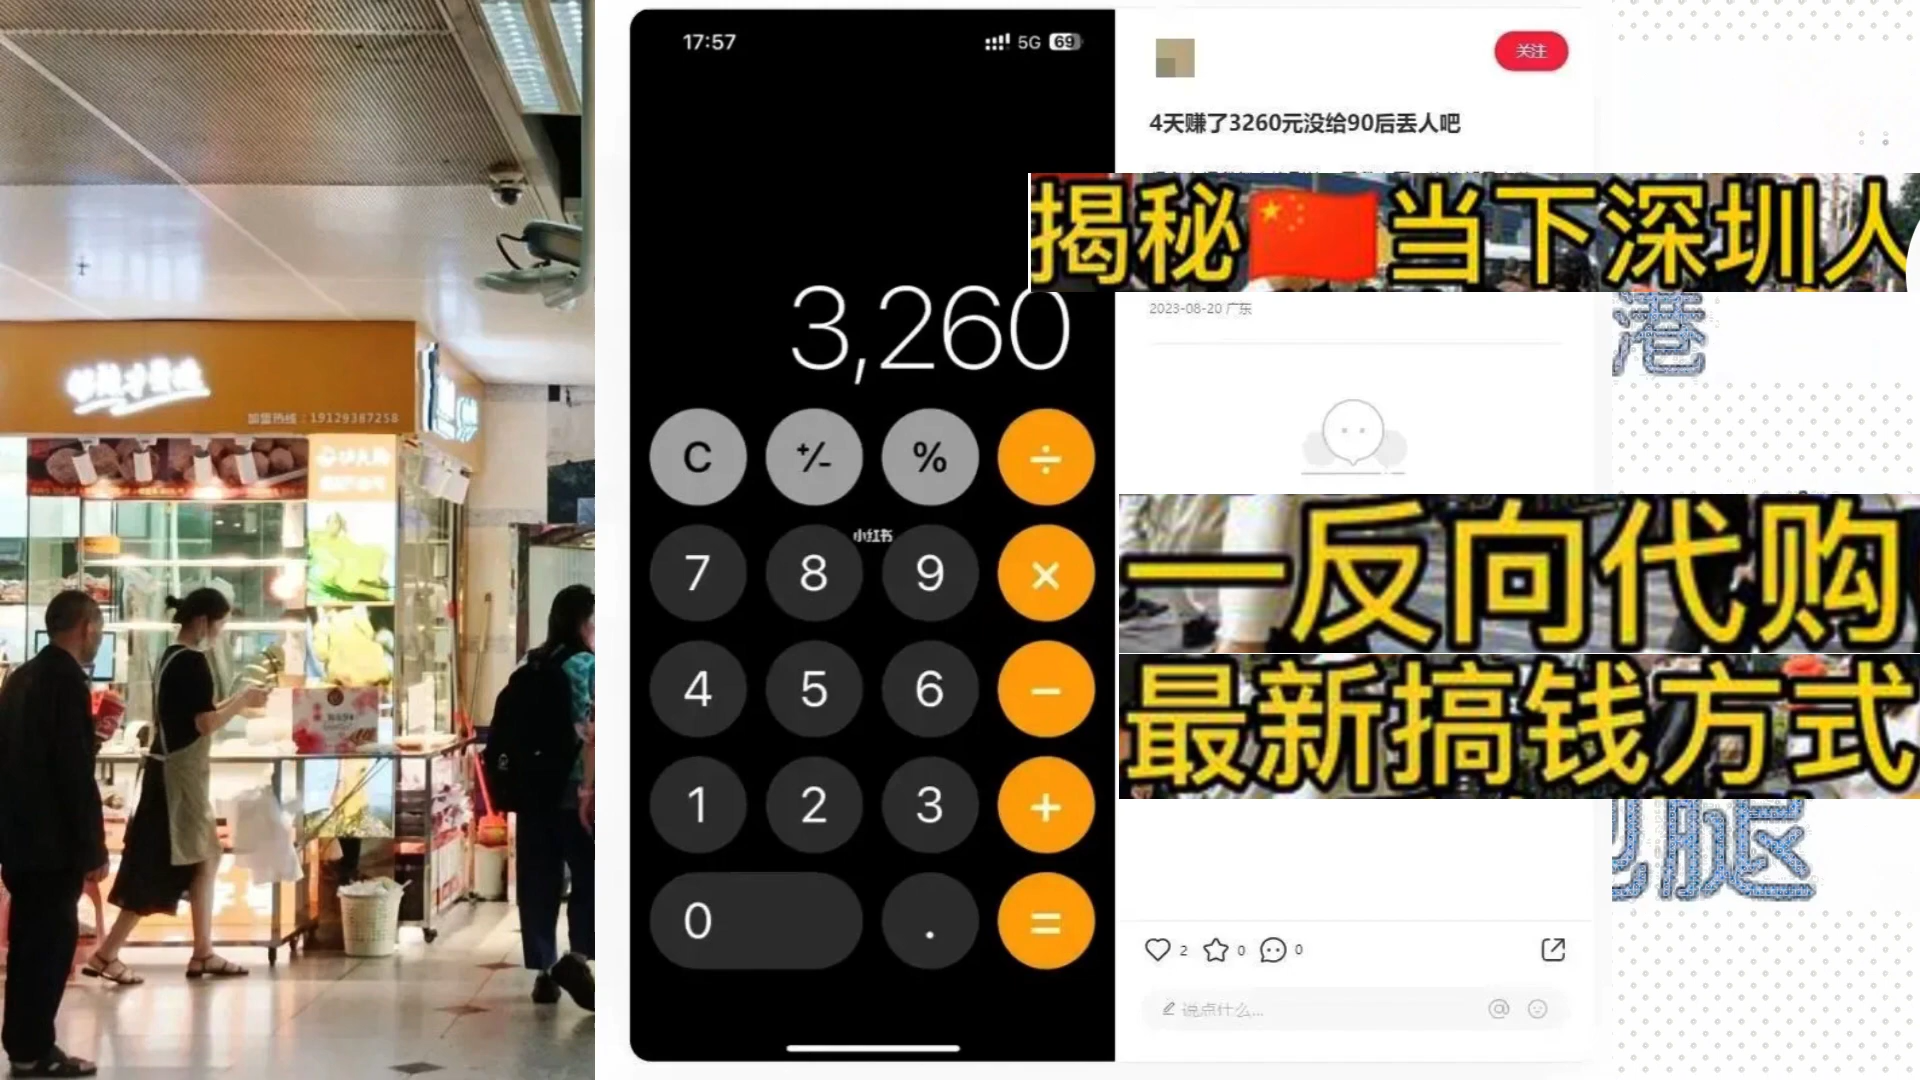 加盟热线：19129387258
17:57
5G 69
3,260
C +/- % ÷
小红书
7 8 9 ×
4 5 6 −
1 2 3 +
0 . =
关注
4天赚了3260元没给90后丢人吧
揭秘🇨🇳当下深圳人
2023-08-20 广东
港
一反向代购
最新搞钱方式
腿
2 0 0
说点什么...